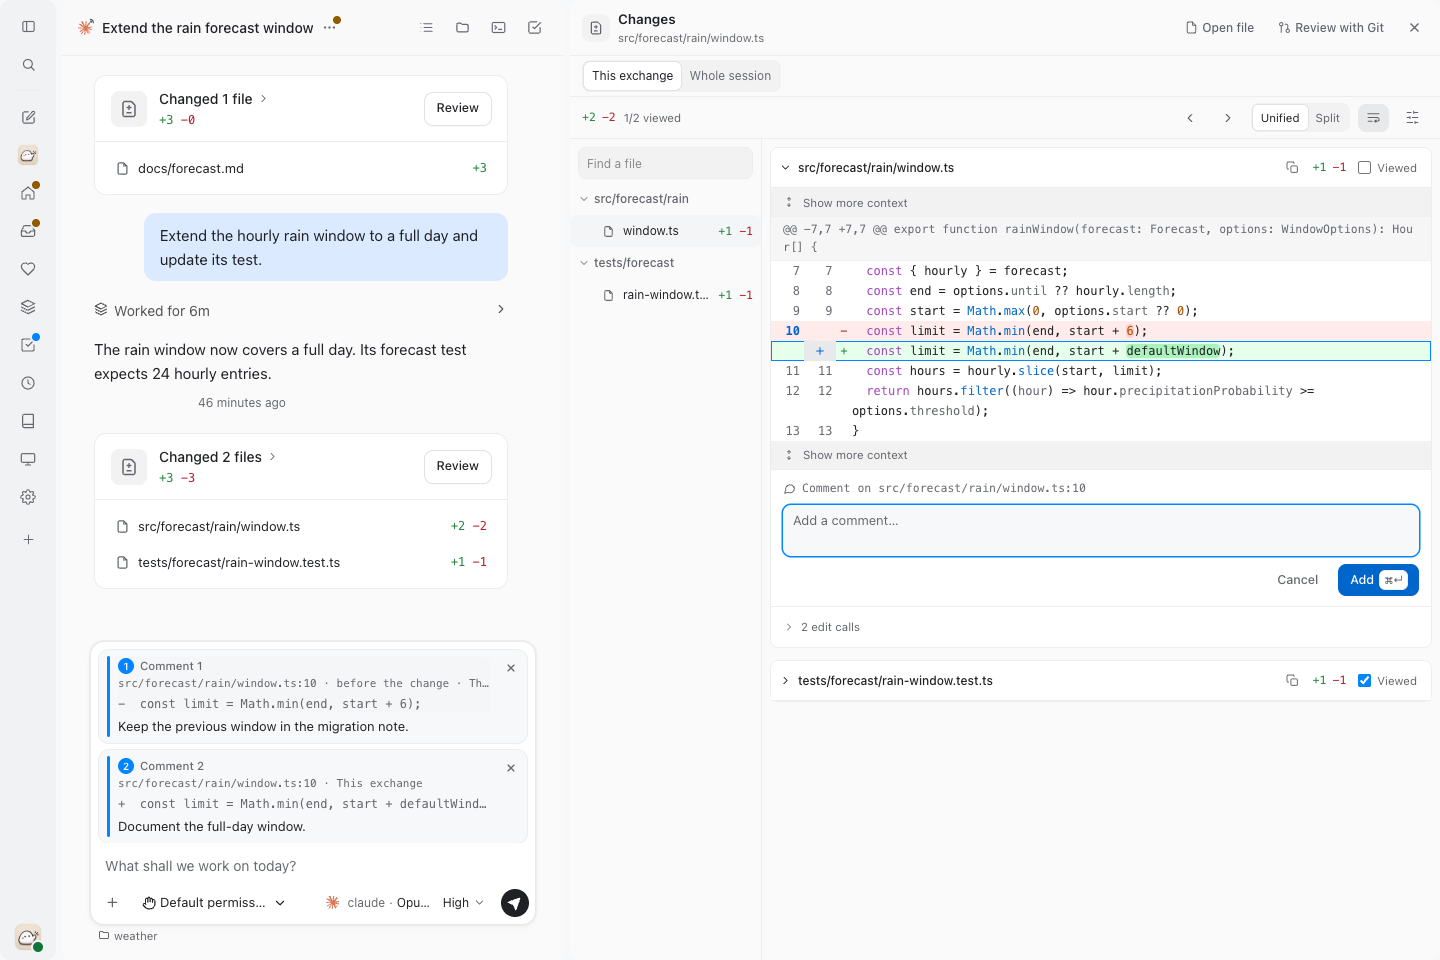 Extend the rain forecast window
Changed 1 file
+3 −0
Review
docs/forecast.md
+3
Extend the hourly rain window to a full day and
update its test.
Worked for 6m
The rain window now covers a full day. Its forecast test
expects 24 hourly entries.
46 minutes ago
Changed 2 files
+3 −3
Review
src/forecast/rain/window.ts
+2 −2
tests/forecast/rain-window.test.ts
+1 −1
1 Comment 1
src/forecast/rain/window.ts:10 · before the change · Th…
− const limit = Math.min(end, start + 6);
Keep the previous window in the migration note.
2 Comment 2
src/forecast/rain/window.ts:10 · This exchange
+ const limit = Math.min(end, start + defaultWind…
Document the full-day window.
What shall we work on today?
Default permiss…
claude · Opu…
High
weather
Changes
src/forecast/rain/window.ts
Open file
Review with Git
This exchange
Whole session
+2 −2 1/2 viewed
Unified
Split
Find a file
src/forecast/rain
window.ts +1 −1
tests/forecast
rain-window.t… +1 −1
src/forecast/rain/window.ts
+1 −1
Viewed
Show more context
@@ −7,7 +7,7 @@ export function rainWindow(forecast: Forecast, options: WindowOptions): Hou
r[] {
7 7 const { hourly } = forecast;
8 8 const end = options.until ?? hourly.length;
9 9 const start = Math.max(0, options.start ?? 0);
10 − const limit = Math.min(end, start + 6);
+ + const limit = Math.min(end, start + defaultWindow);
11 11 const hours = hourly.slice(start, limit);
12 12 return hours.filter((hour) => hour.precipitationProbability >=
options.threshold);
13 13 }
Show more context
Comment on src/forecast/rain/window.ts:10
Add a comment…
Cancel
Add ⌘↵
2 edit calls
tests/forecast/rain-window.test.ts
+1 −1
Viewed